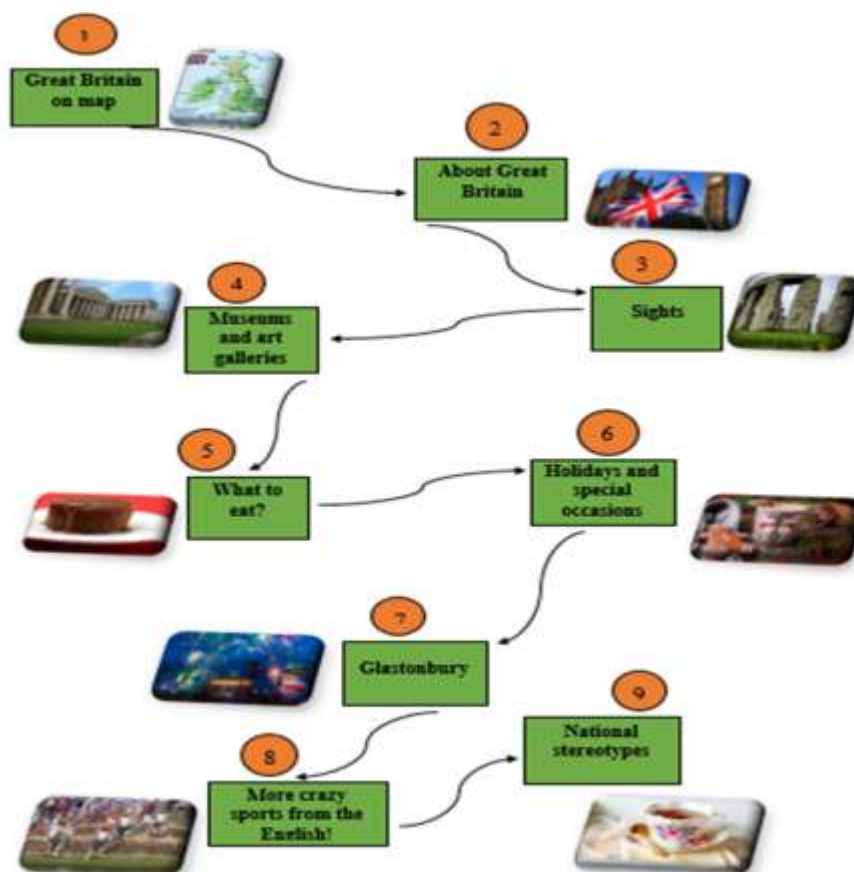 1
Great Britain
on map
2
About Great
Britain
3
Sights
4
Museums
and art
galleries
5
What to
eat?
6
Holidays and
special
occasions
7
Glastonbury
8
More crazy
sports from the
English!
9
National
stereotypes